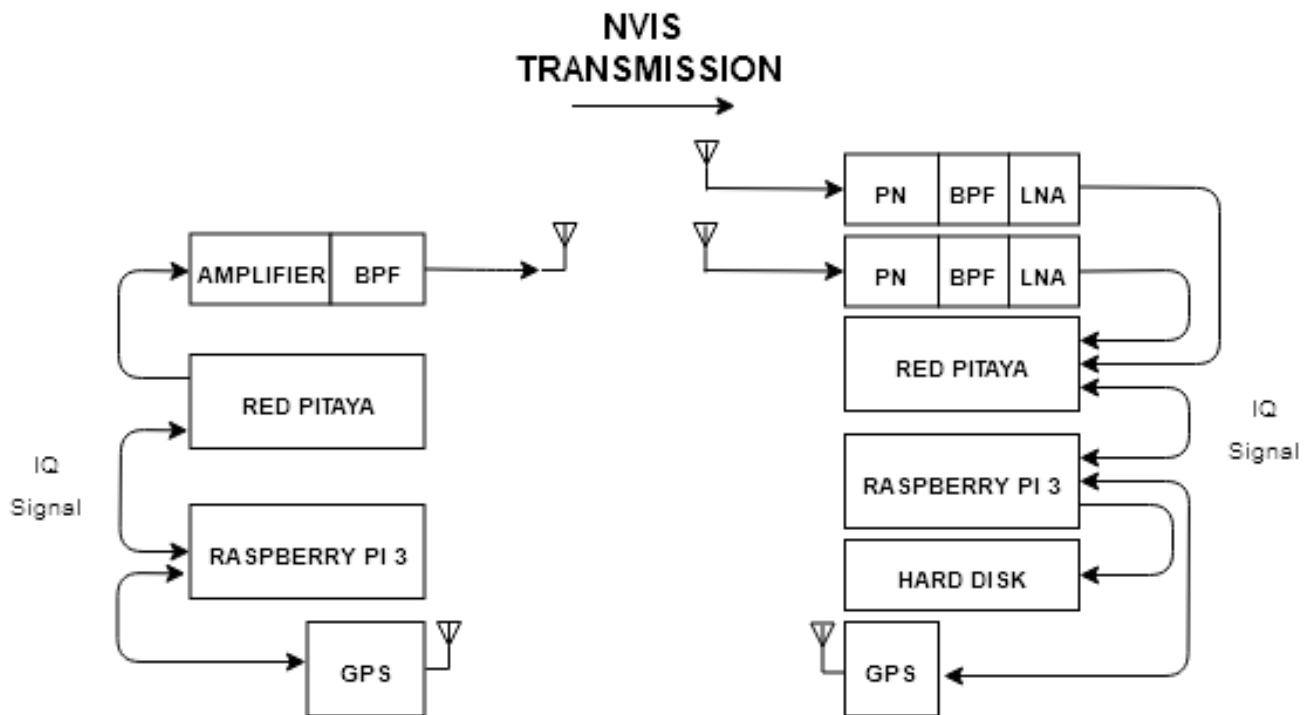 NVIS
TRANSMISSION
AMPLIFIER BPF
RED PITAYA
IQ
Signal
RASPBERRY PI 3
GPS
PN BPF LNA
PN BPF LNA
RED PITAYA
IQ
Signal
RASPBERRY PI 3
HARD DISK
GPS